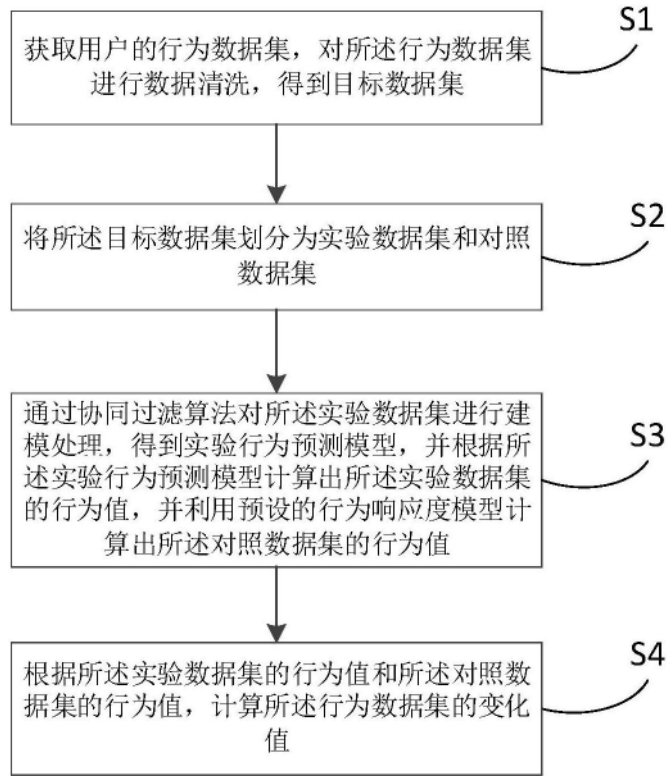 S1
获取用户的行为数据集，对所述行为数据集
进行数据清洗，得到目标数据集
S2
将所述目标数据集划分为实验数据集和对照
数据集
S3
通过协同过滤算法对所述实验数据集进行建
模处理，得到实验行为预测模型，并根据所
述实验行为预测模型计算出所述实验数据集
的行为值，并利用预设的行为响应度模型计
算出所述对照数据集的行为值
S4
根据所述实验数据集的行为值和所述对照数
据集的行为值，计算所述行为数据集的变化
值